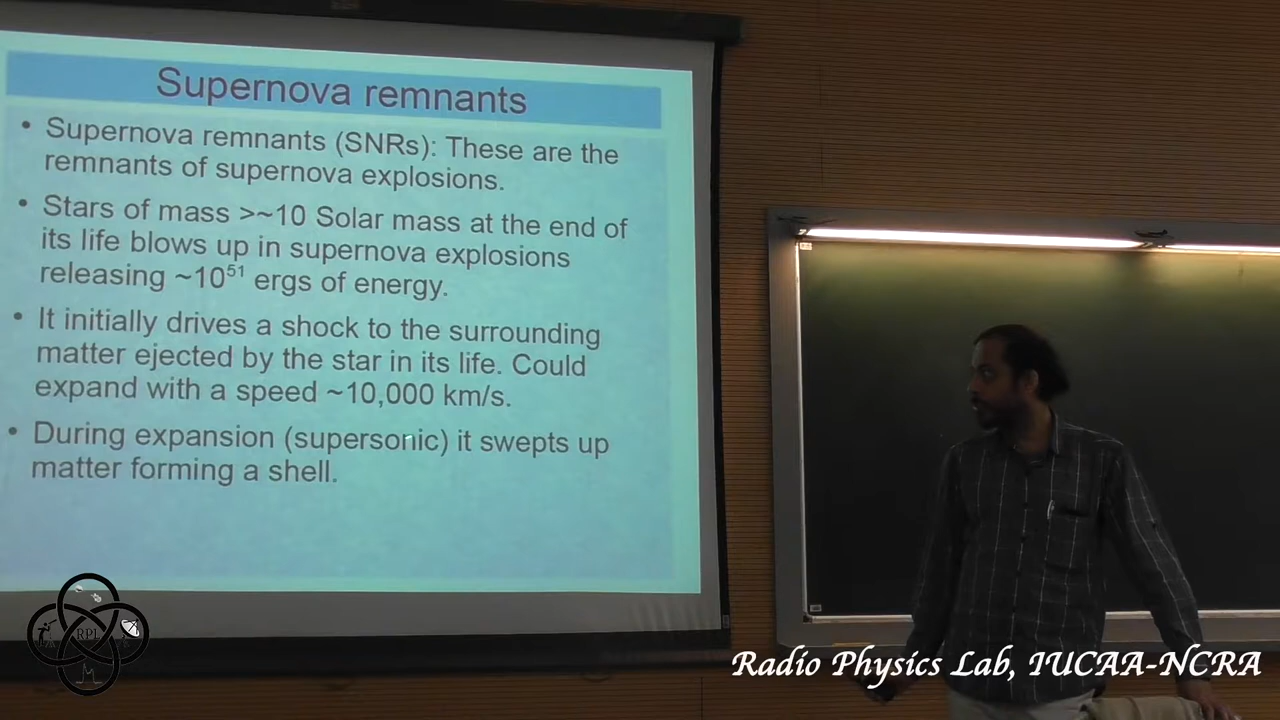 Supernova remnants
• Supernova remnants (SNRs): These are the
remnants of supernova explosions.
• Stars of mass >~10 Solar mass at the end of
its life blows up in supernova explosions
releasing ~10⁵¹ ergs of energy.
• It initially drives a shock to the surrounding
matter ejected by the star in its life. Could
expand with a speed ~10,000 km/s.
• During expansion (supersonic) it swepts up
matter forming a shell.
RPL
Radio Physics Lab, IUCAA-NCRA